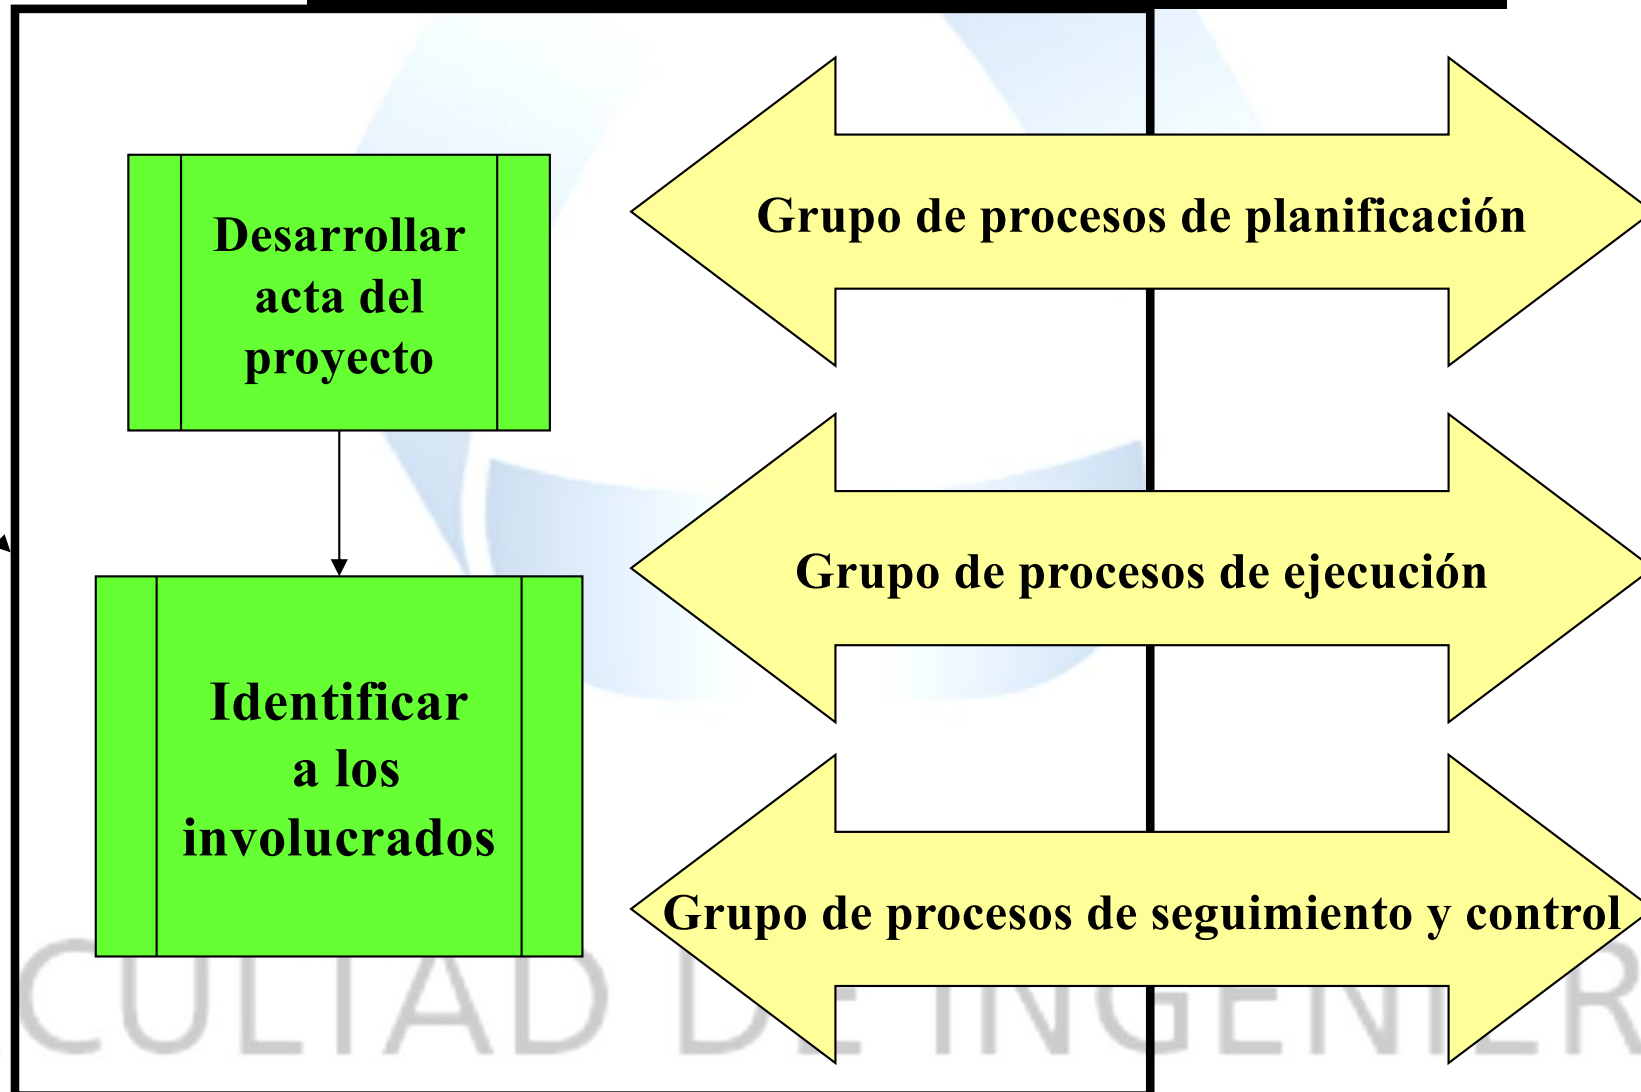 Desarrollar
acta del
proyecto
Identificar
a los
involucrados
Grupo de procesos de planificación
Grupo de procesos de ejecución
Grupo de procesos de seguimiento y control
CULTAD DE INGENIER